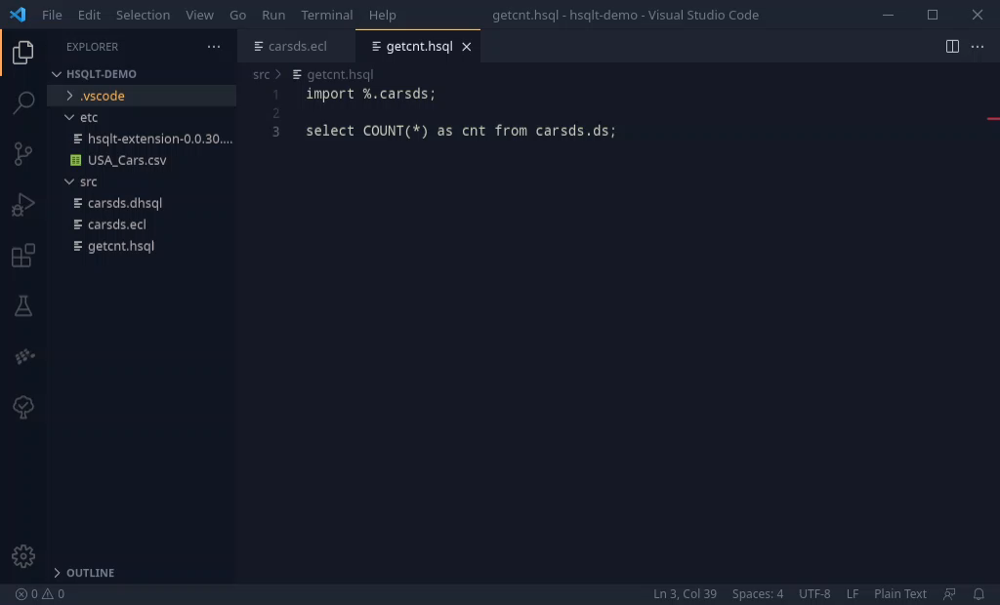 File Edit Selection View Go Run Terminal Help getcnt.hsql - hsqlt-demo - Visual Studio Code
EXPLORER
HSQLT-DEMO
.vscode
etc
hsqlt-extension-0.0.30....
USA_Cars.csv
src
carsds.dhsql
carsds.ecl
getcnt.hsql
OUTLINE
carsds.ecl getcnt.hsql
src getcnt.hsql
1 import %.carsds;
2
3 select COUNT(*) as cnt from carsds.ds;
0 0 Ln 3, Col 39 Spaces: 4 UTF-8 LF Plain Text